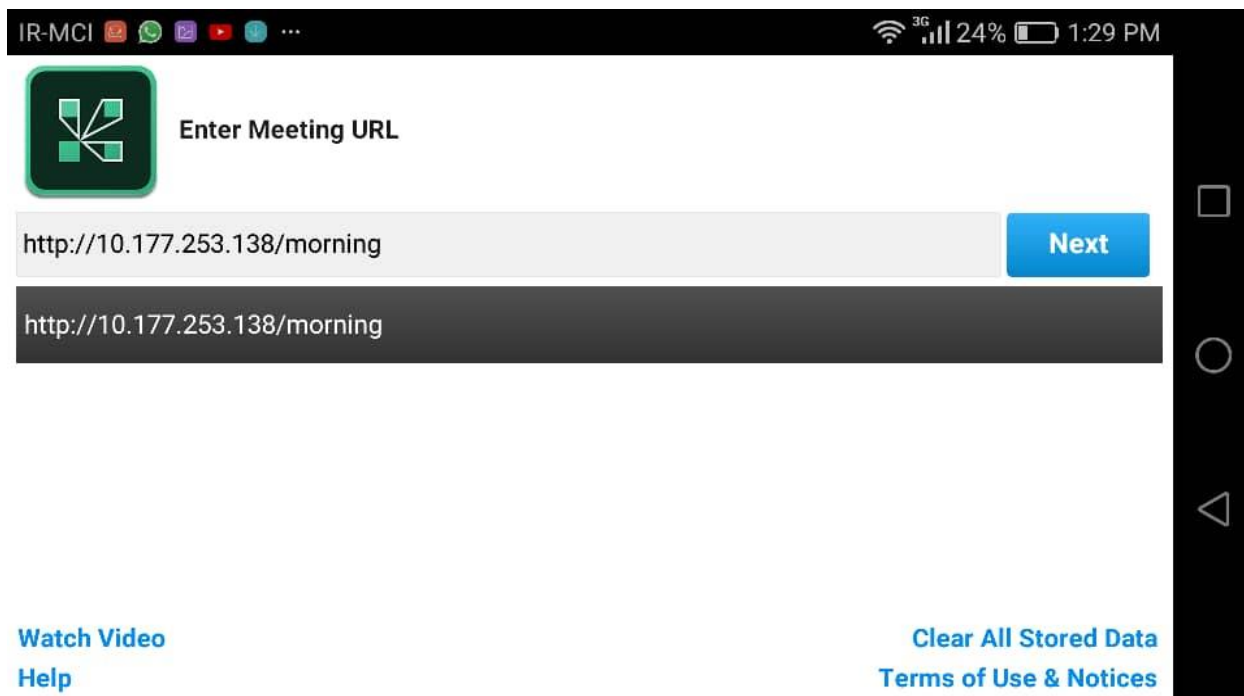 IR-MCI ... 3G 24% 1:29 PM
Enter Meeting URL
http://10.177.253.138/morning Next
http://10.177.253.138/morning
Watch Video Clear All Stored Data
Help Terms of Use & Notices